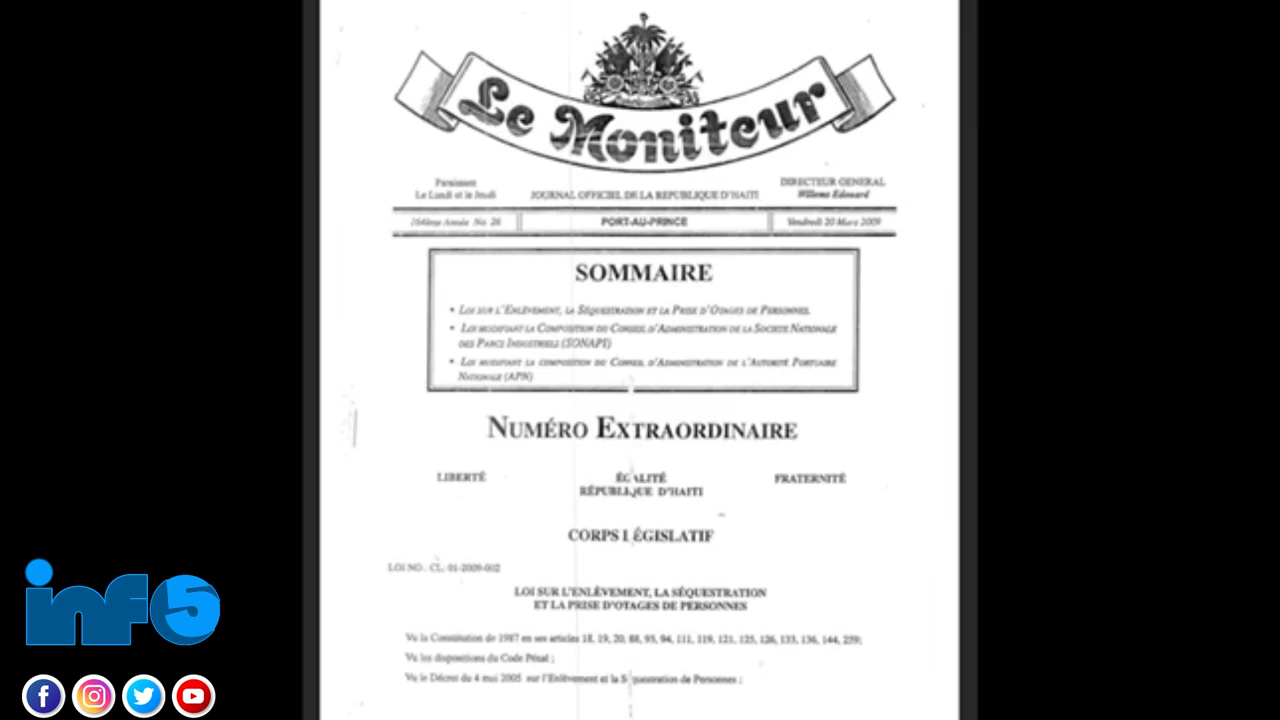 Le Moniteur
Paraissant
Le Lundi et le Jeudi
JOURNAL OFFICIEL DE LA REPUBLIQUE D'HAITI
DIRECTEUR GENERAL
Willems Edouard
164ème Année No. 26
PORT-AU-PRINCE
Vendredi 20 Mars 2009
SOMMAIRE
• LOI SUR L'ENLÈVEMENT, LA SÉQUESTRATION ET LA PRISE D'OTAGES DE PERSONNES.
• LOI MODIFIANT LA COMPOSITION DU CONSEIL D'ADMINISTRATION DE LA SOCIETE NATIONALE
DES PARCS INDUSTRIELS (SONAPI)
• LOI MODIFIANT LA COMPOSITION DU CONSEIL D'ADMINISTRATION DE L'AUTORITÉ PORTUAIRE
NATIONALE (APN)
NUMÉRO EXTRAORDINAIRE
LIBERTÉ ÉGALITÉ FRATERNITÉ
RÉPUBLIQUE D'HAITI
CORPS LÉGISLATIF
LOI NO.. CL: 01-2009-002
LOI SUR L'ENLÈVEMENT, LA SÉQUESTRATION
ET LA PRISE D'OTAGES DE PERSONNES
Vu la Constitution de 1987 en ses articles 18, 19, 20, 88, 93, 94, 111, 119, 121, 125, 126, 133, 136, 144, 259;
Vu les dispositions du Code Pénal ;
Vu le Décret du 4 mai 2005 sur l'Enlèvement et la Séquestration de Personnes ;
inf5